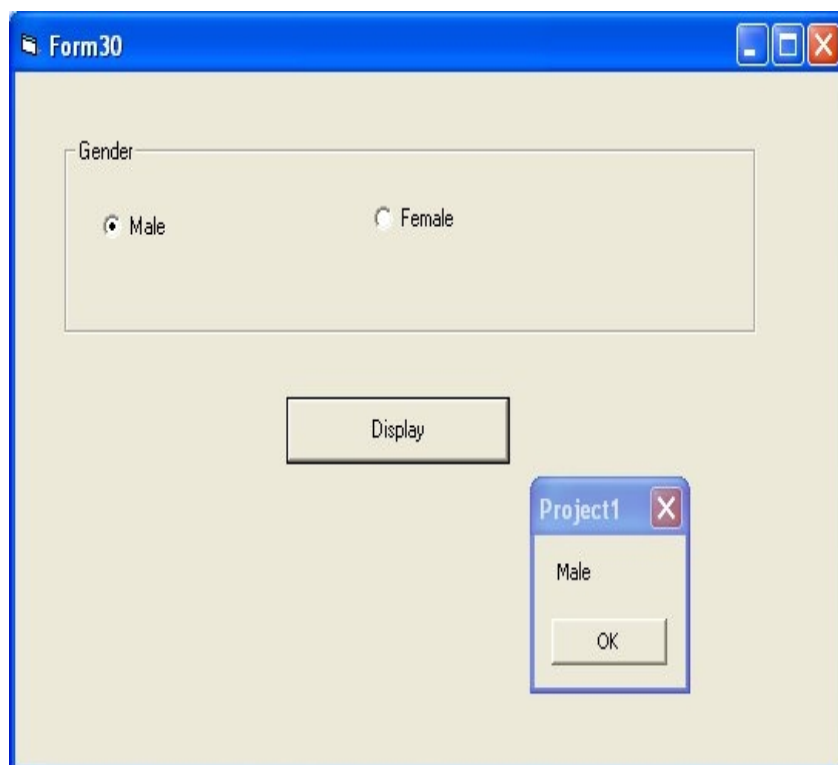 Form30
Gender
Male
Female
Display
Project1
Male
OK